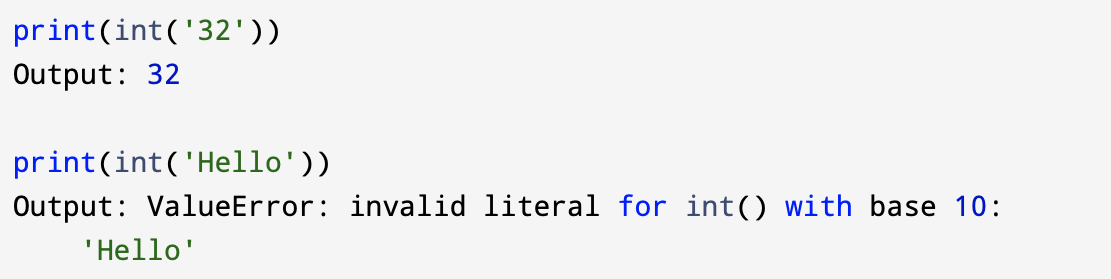 print(int('32'))
Output: 32
print(int('Hello'))
Output: ValueError: invalid literal for int() with base 10:
'Hello'